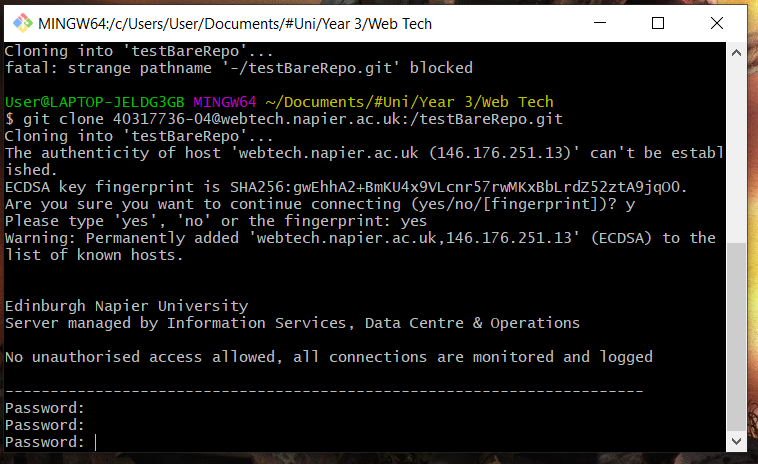 MINGW64:/c/Users/User/Documents/#Uni/Year 3/Web Tech
Cloning into 'testBareRepo'...
fatal: strange pathname '-/testBareRepo.git' blocked
User@LAPTOP-JELDG3GB MINGW64 ~/Documents/#Uni/Year 3/Web Tech
$ git clone 40317736-04@webtech.napier.ac.uk:/testBareRepo.git
Cloning into 'testBareRepo'...
The authenticity of host 'webtech.napier.ac.uk (146.176.251.13)' can't be establ
ished.
ECDSA key fingerprint is SHA256:gwEhhA2+BmKU4x9VLcnr57rwMKxBbLrdZ52ztA9jqOO.
Are you sure you want to continue connecting (yes/no/[fingerprint])? y
Please type 'yes', 'no' or the fingerprint: yes
Warning: Permanently added 'webtech.napier.ac.uk,146.176.251.13' (ECDSA) to the
list of known hosts.
Edinburgh Napier University
Server managed by Information Services, Data Centre & Operations
No unauthorised access allowed, all connections are monitored and logged
-----------------------------------------------------------------------
Password:
Password:
Password: